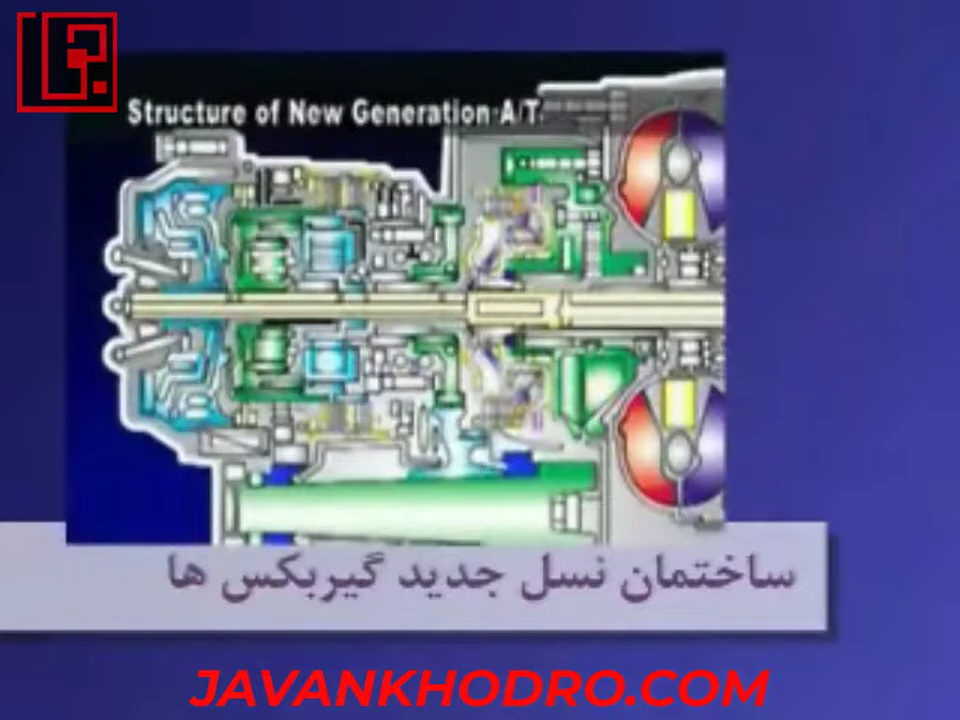 Structure of New Generation A/T
ساختمان نسل جدید گیربکس ها
JAVANKHODRO.COM